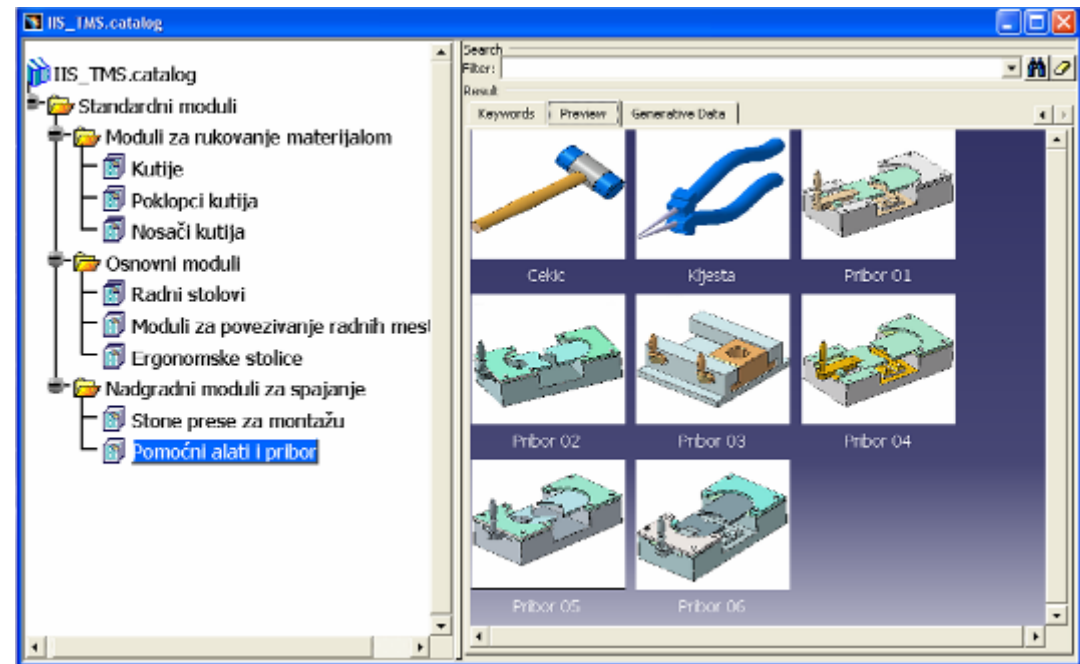 IIS_TMS.catalog
IIS_TMS.catalog
Standardni moduli
Moduli za rukovanje materijalom
Kutije
Poklopci kutija
Nosači kutija
Osnovni moduli
Radni stolovi
Moduli za povezivanje radnih mest
Ergonomske stolice
Nadgradni moduli za spajanje
Stone prese za montažu
Pomoćni alati i pribor
Search
Filter:
Result
Keywords Preview Generative Data
Cekic Kljesta Pribor 01
Pribor 02 Pribor 03 Pribor 04
Pribor 05 Pribor 06